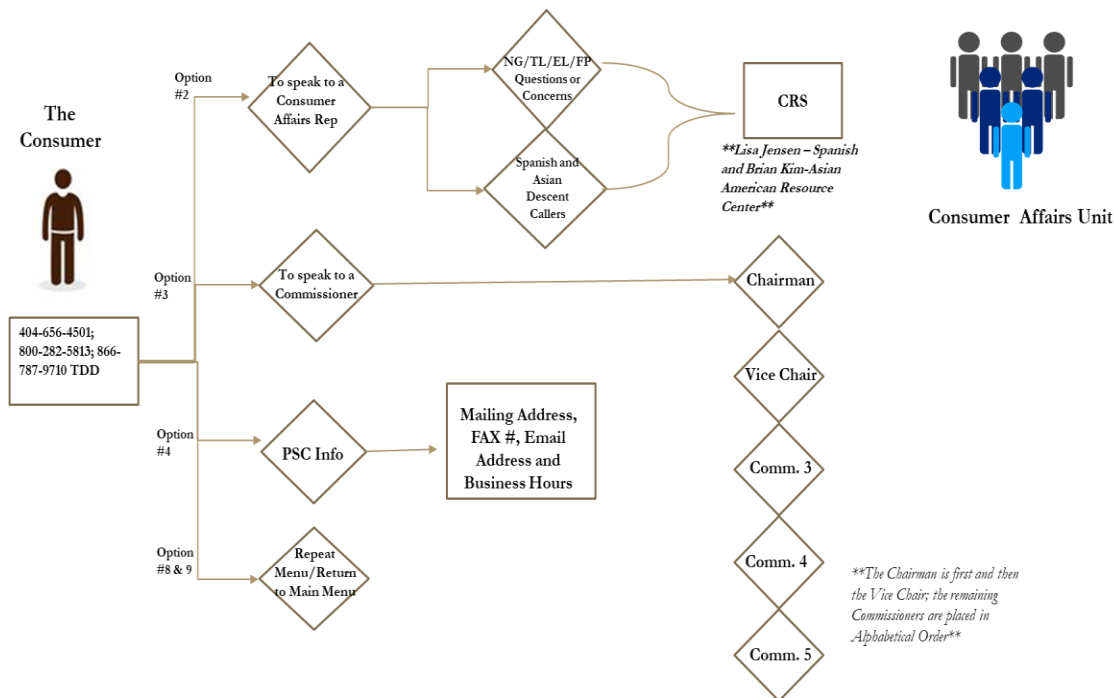 The
Consumer
404-656-4501;
800-282-5813; 866-
787-9710 TDD
Option
#2
To speak to a
Consumer
Affairs Rep
NG/TL/EL/FP
Questions or
Concerns
Spanish and
Asian
Descent
Callers
CRS
**Lisa Jensen – Spanish
and Brian Kim-Asian
American Resource
Center**
Consumer Affairs Unit
Option
#3
To speak to a
Commissioner
Chairman
Vice Chair
Comm. 3
Comm. 4
Comm. 5
Option
#4
PSC Info
Mailing Address,
FAX #, Email
Address and
Business Hours
Option
#8 & 9
Repeat
Menu/Return
to Main Menu
**The Chairman is first and then
the Vice Chair; the remaining
Commissioners are placed in
Alphabetical Order**